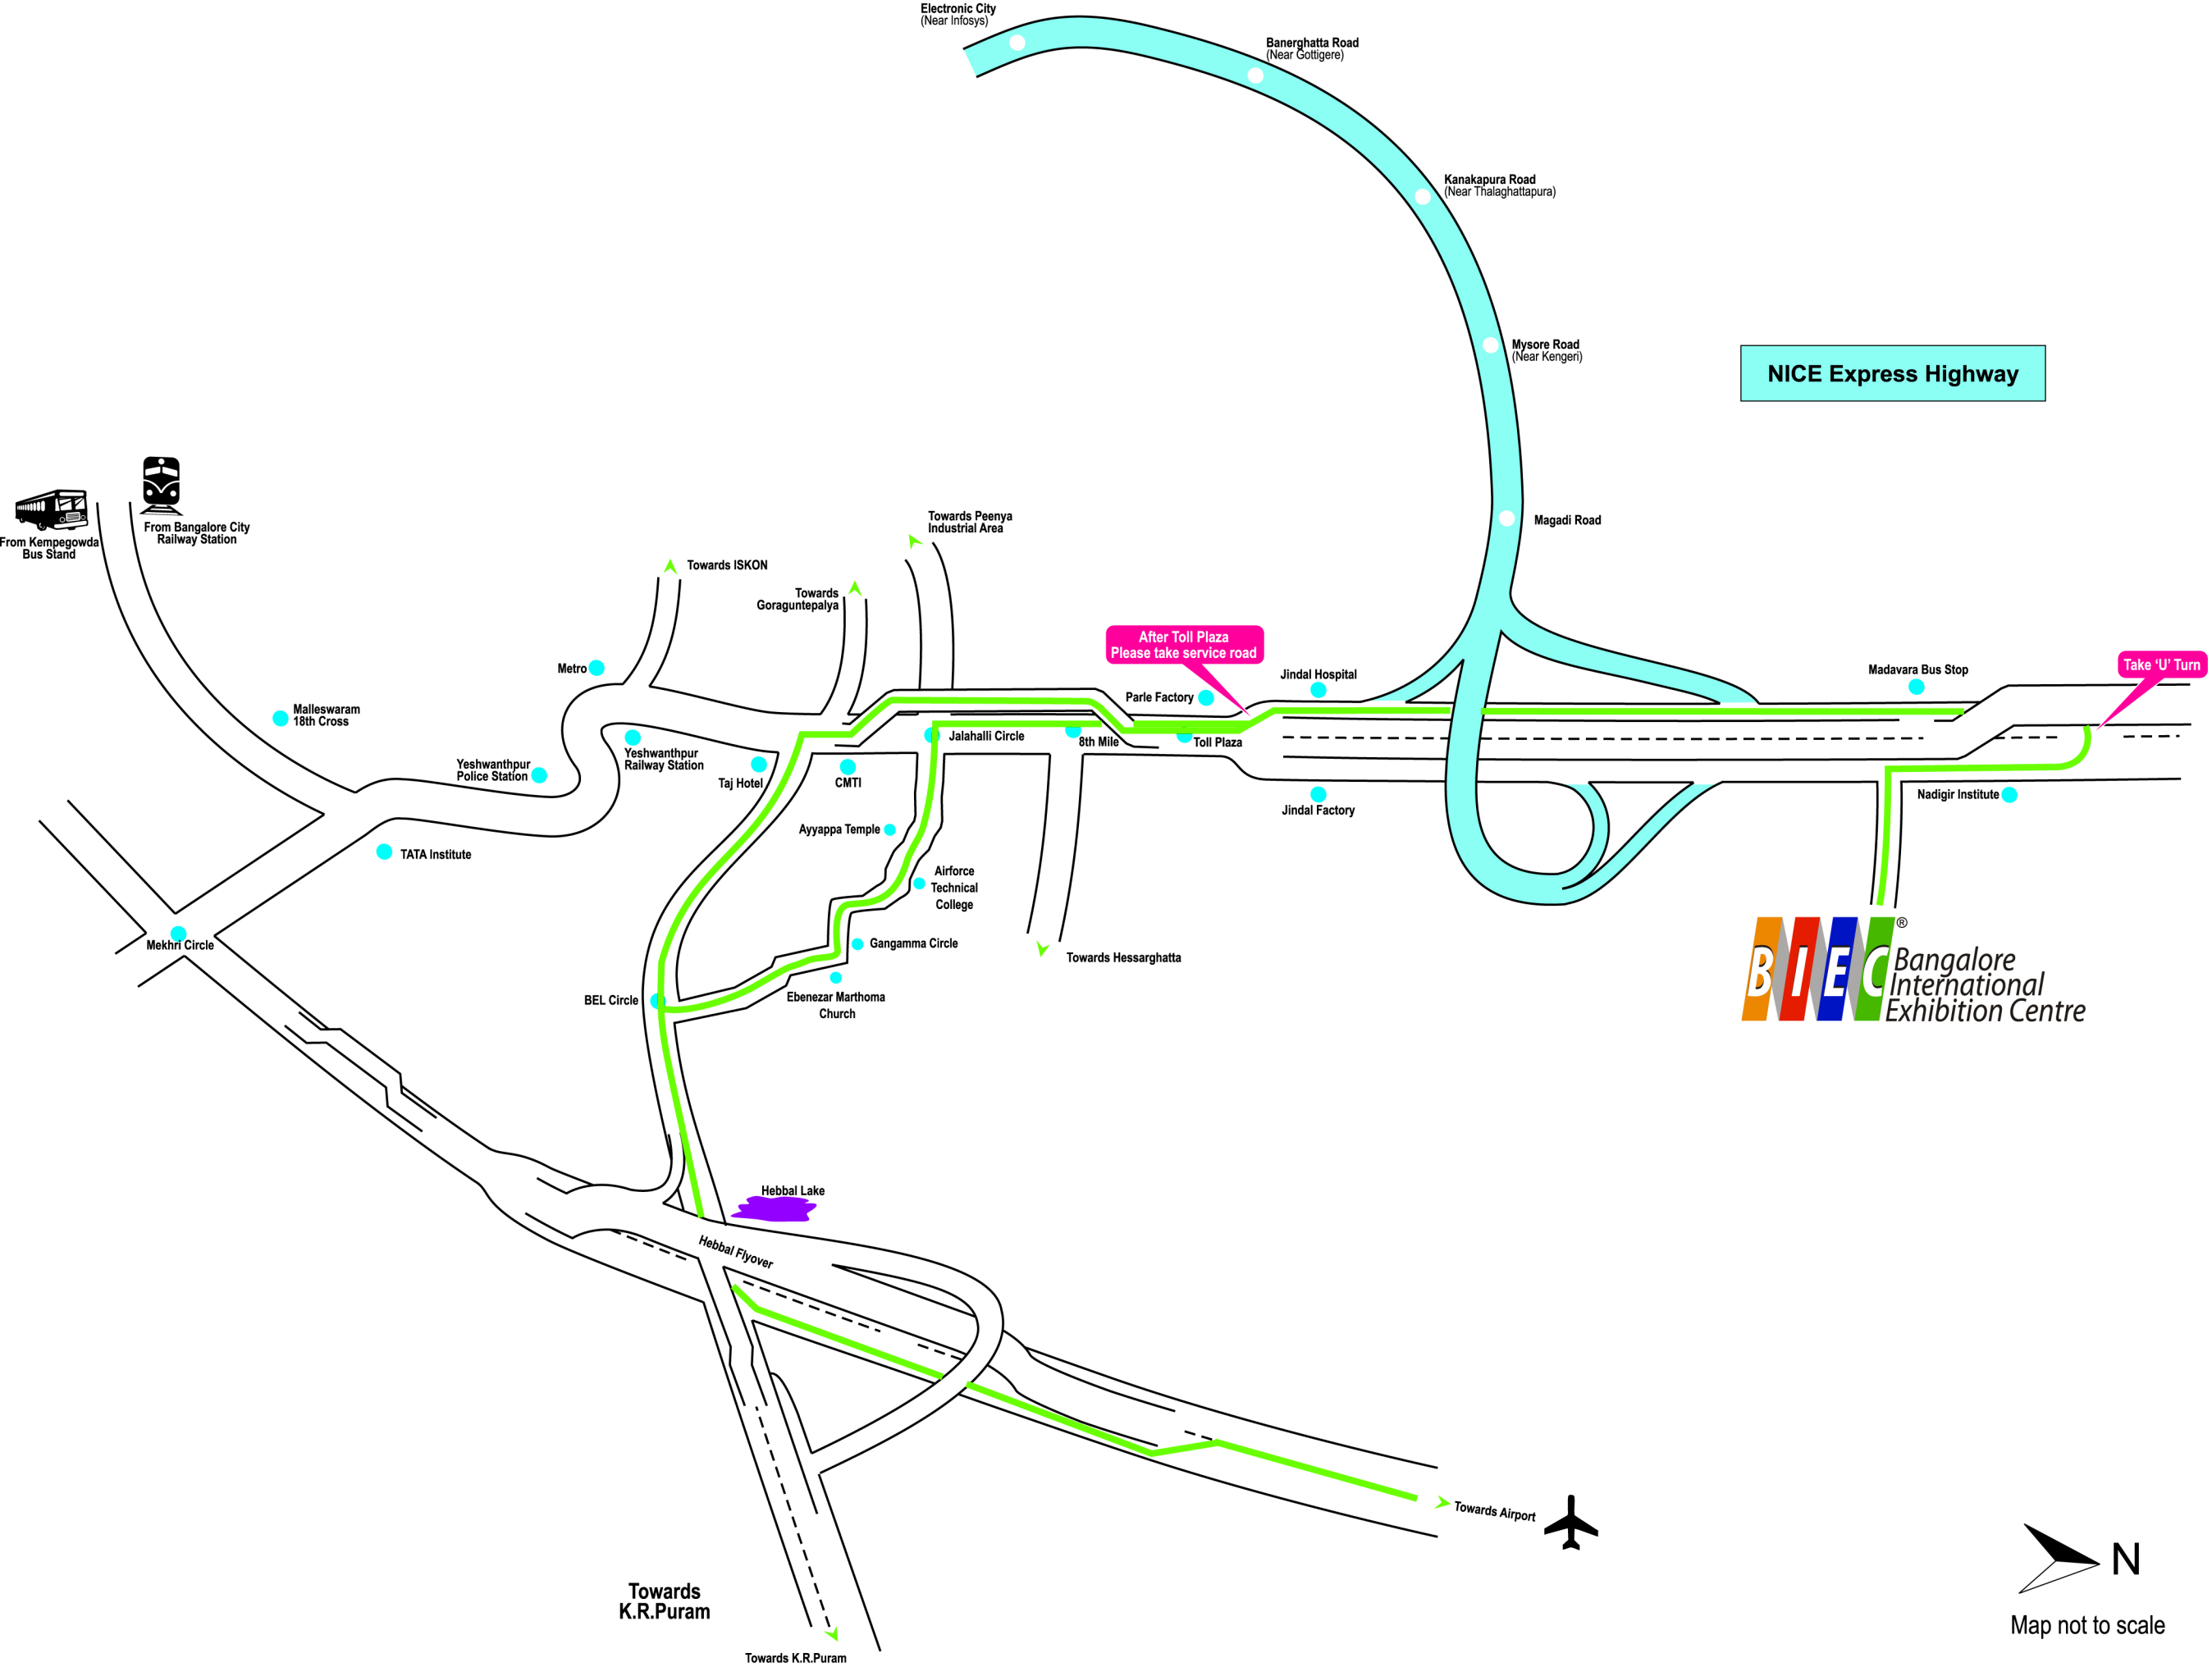 Electronic City
(Near Infosys)
Banerghatta Road
(Near Gottigere)
Kanakapura Road
(Near Thalaghattapura)
Mysore Road
(Near Kengeri)
NICE Express Highway
Magadi Road
From Kempegowda
Bus Stand
From Bangalore City
Railway Station
Towards Peenya
Industrial Area
Towards ISKON
Towards
Goraguntepalya
After Toll Plaza
Please take service road
Take ‘U’ Turn
Metro
Malleswaram
18th Cross
Parle Factory
Jindal Hospital
Madavara Bus Stop
Yeshwanthpur
Police Station
Yeshwanthpur
Railway Station
Taj Hotel
CMTI
Jalahalli Circle
8th Mile
Toll Plaza
Jindal Factory
Nadigir Institute
TATA Institute
Ayyappa Temple
Airforce
Technical
College
Mekhri Circle
Gangamma Circle
Towards Hessarghatta
BEL Circle
Ebenezar Marthoma
Church
BIEC®
Bangalore
International
Exhibition Centre
Hebbal Lake
Hebbal Flyover
Towards Airport
Towards
K.R.Puram
Towards K.R.Puram
N
Map not to scale